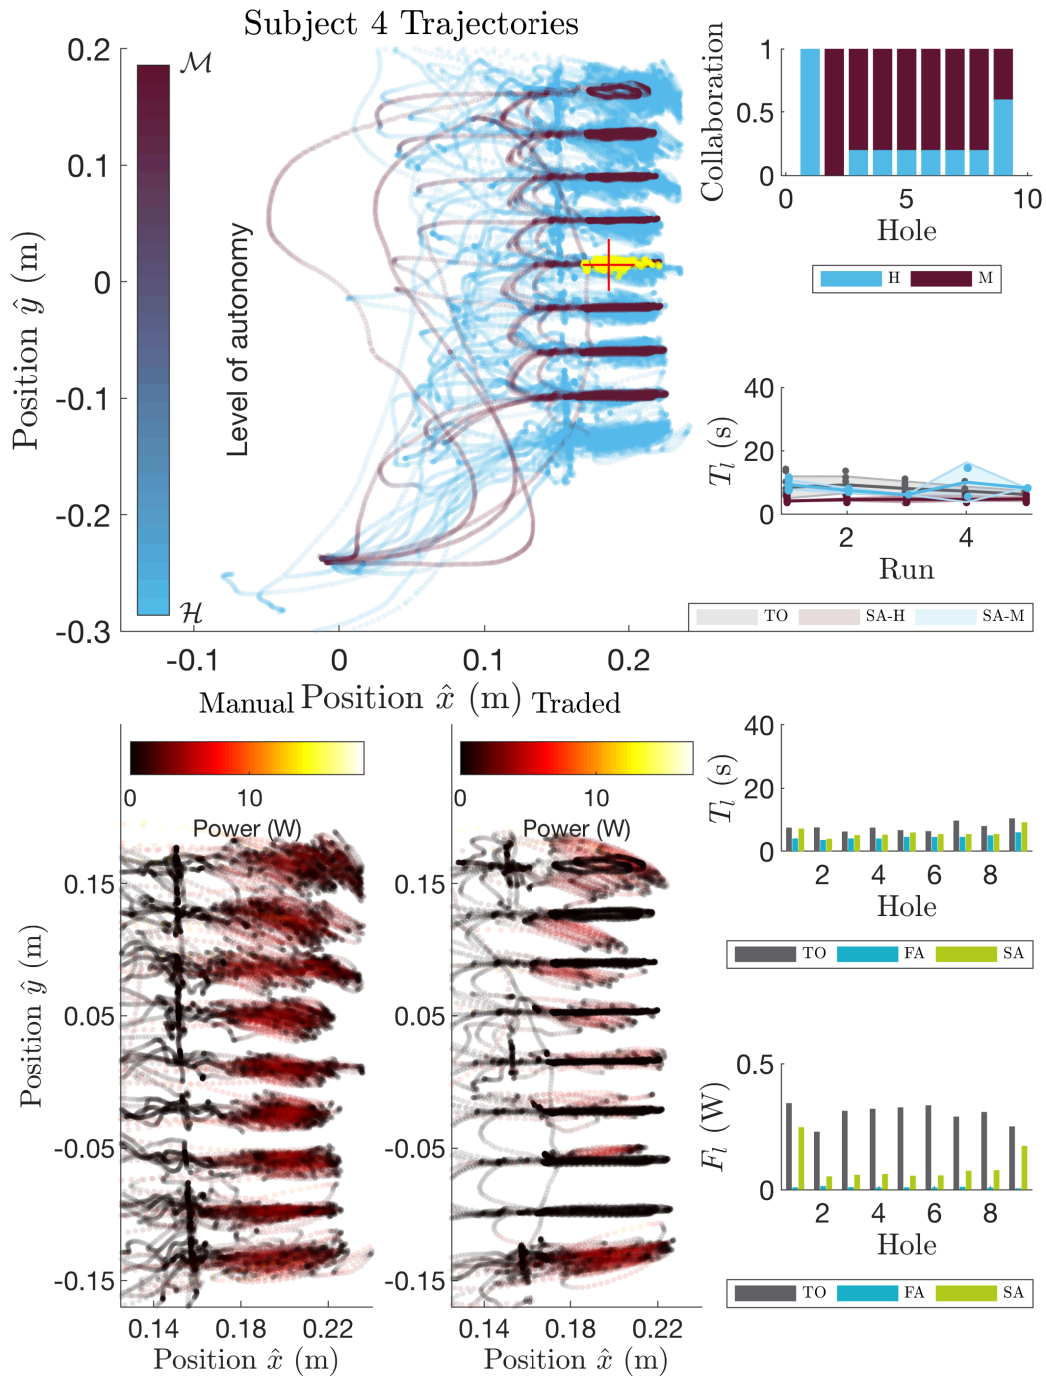 Subject 4 Trajectories
0.2
0.1
0
-0.1
-0.2
-0.3
Position ŷ (m)
ℳ
ℋ
Level of autonomy
-0.1
0
0.1
0.2
Position x̂ (m)
1
0.5
0
Collaboration
0
5
10
Hole
H
M
40
20
0
T_l (s)
2
4
Run
TO
SA-H
SA-M
Manual
Traded
0
10
Power (W)
0
10
Power (W)
0.15
0.05
-0.05
-0.15
Position ŷ (m)
0.14
0.18
0.22
Position x̂ (m)
0.15
0.05
-0.05
-0.15
0.14
0.18
0.22
Position x̂ (m)
40
20
0
T_l (s)
2
4
6
8
Hole
TO
FA
SA
0.5
0
F_l (W)
2
4
6
8
Hole
TO
FA
SA